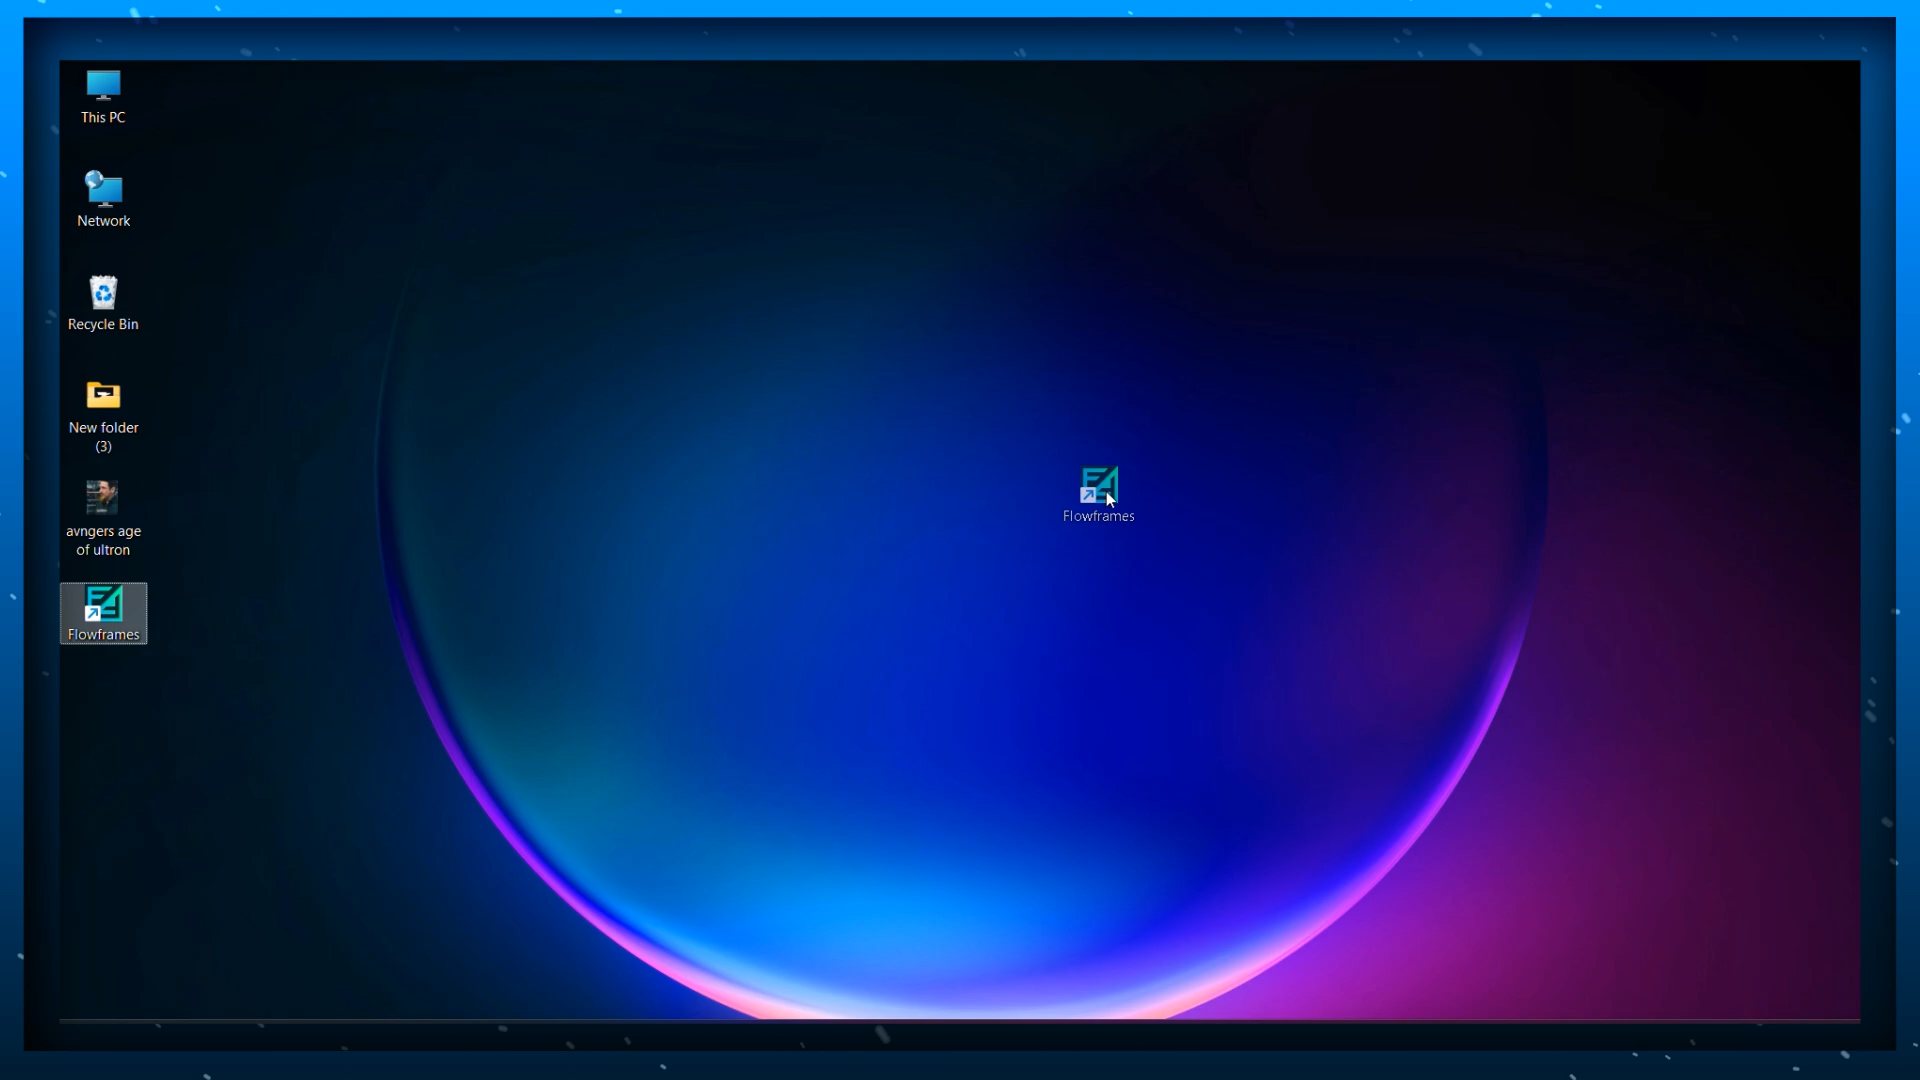 This PC
Network
Recycle Bin
New folder
(3)
avngers age
of ultron
Flowframes
Flowframes